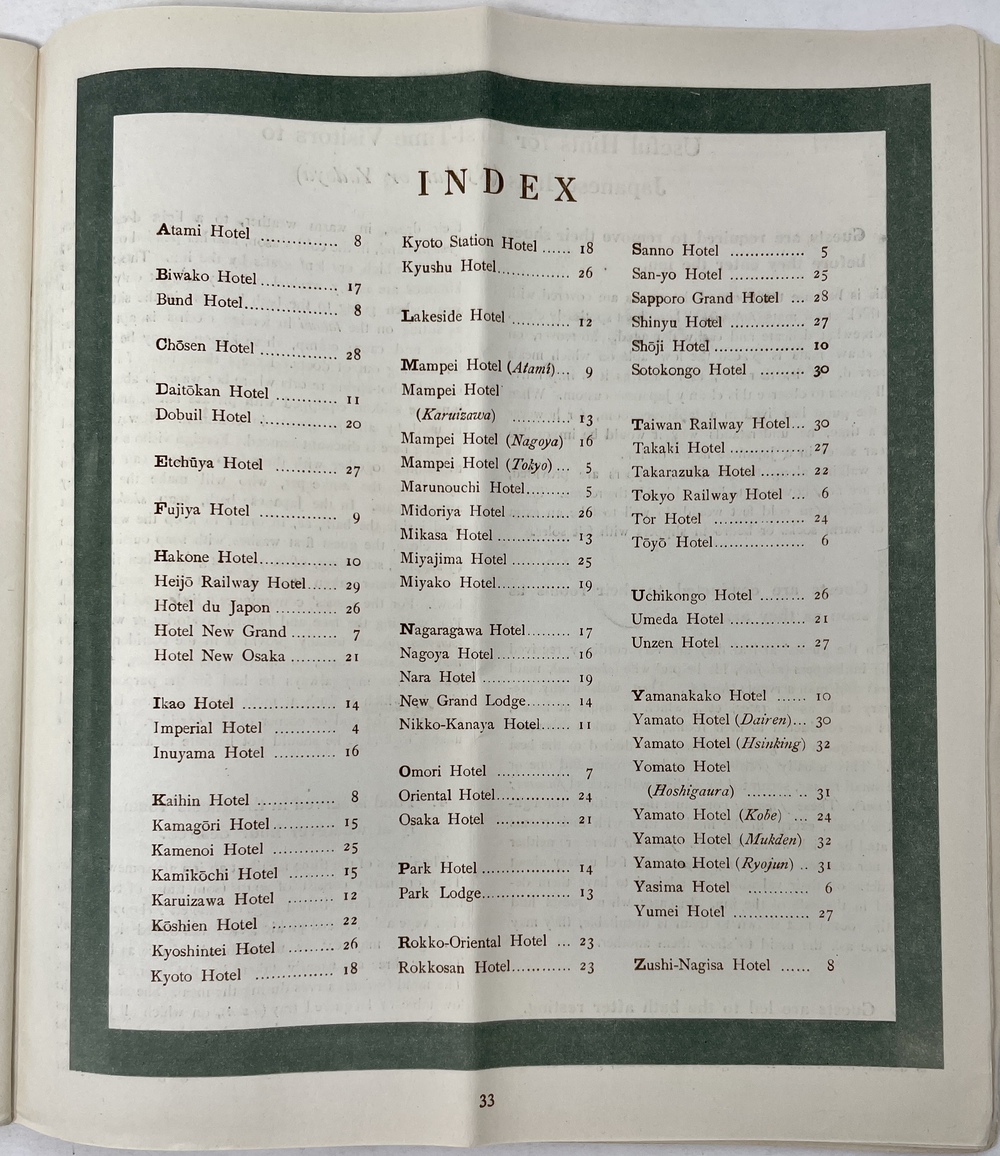 INDEX
Atami Hotel .............. 8
Biwako Hotel .............. 17
Bund Hotel................. 8
Chōsen Hotel .............. 28
Daitōkan Hotel ........... 11
Dobuil Hotel .............. 20
Etchūya Hotel ........... 27
Fujiya Hotel .............. 9
Hakone Hotel.............. 10
Heijō Railway Hotel...... 29
Hotel du Japon ........... 26
Hotel New Grand ......... 7
Hotel New Osaka ......... 21
Ikao Hotel ................. 14
Imperial Hotel ........... 4
Inuyama Hotel ........... 16
Kaihin Hotel .............. 8
Kamagōri Hotel........... 15
Kamenoi Hotel ........... 25
Kamikōchi Hotel ........ 15
Karuizawa Hotel ........ 12
Kōshien Hotel ........... 22
Kyoshintei Hotel ........ 26
Kyoto Hotel .............. 18
Kyoto Station Hotel ...... 18
Kyushu Hotel.............. 26
Lakeside Hotel ........... 12
Mampei Hotel (Atami)... 9
Mampei Hotel
(Karuizawa) ........... 13
Mampei Hotel (Nagoya) 16
Mampei Hotel (Tokyo)... 5
Marunouchi Hotel........ 5
Midoriya Hotel ........... 26
Mikasa Hotel .............. 13
Miyajima Hotel ........... 25
Miyako Hotel.............. 19
Nagaragawa Hotel........ 17
Nagoya Hotel.............. 16
Nara Hotel ................. 19
New Grand Lodge........ 14
Nikko-Kanaya Hotel...... 11
Omori Hotel .............. 7
Oriental Hotel.............. 24
Osaka Hotel .............. 21
Park Hotel ................. 14
Park Lodge................. 13
Rokko-Oriental Hotel ... 23
Rokkosan Hotel........... 23
Sanno Hotel .............. 5
San-yo Hotel .............. 25
Sapporo Grand Hotel ... 28
Shinyu Hotel .............. 27
Shōji Hotel ................. 10
Sotokongo Hotel ......... 30
Taiwan Railway Hotel... 30
Takaki Hotel .............. 27
Takarazuka Hotel ........ 22
Tokyo Railway Hotel ... 6
Tor Hotel ................. 24
Tōyō Hotel................. 6
Uchikongo Hotel ......... 26
Umeda Hotel .............. 21
Unzen Hotel .............. 27
Yamanakako Hotel ...... 10
Yamato Hotel (Dairen)... 30
Yamato Hotel (Hsinking) 32
Yomato Hotel
(Hoshigaura) ........... 31
Yamato Hotel (Kobe) ... 24
Yamato Hotel (Mukden) 32
Yamato Hotel (Ryojun) .. 31
Yasima Hotel ........... 6
Yumei Hotel .............. 27
Zushi-Nagisa Hotel ...... 8
33